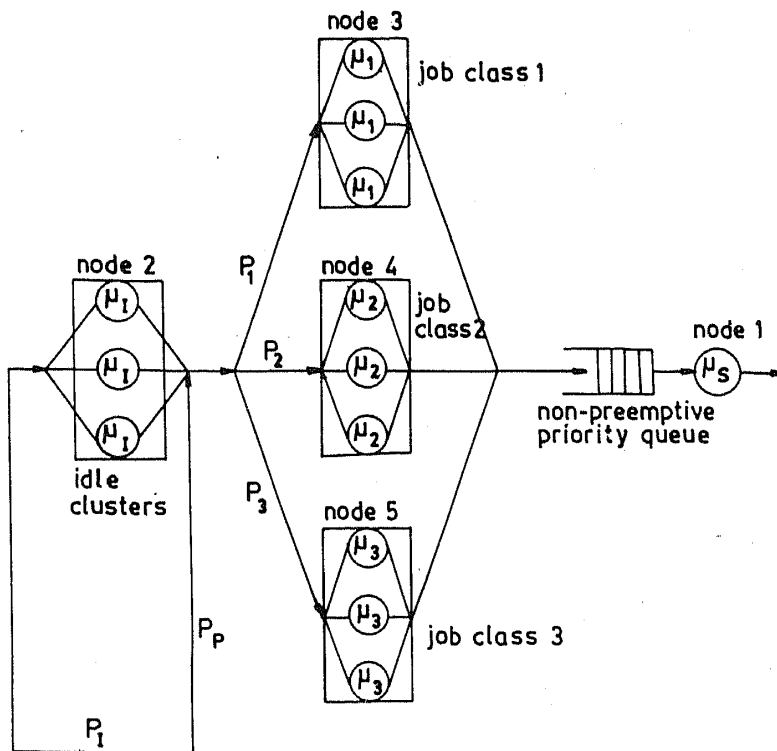 node 3
μ1
job class 1
μ1
μ1
node 2
μI
μI
μI
idle
clusters
P1
P2
P3
node 4
μ2
job
class 2
μ2
μ2
node 1
μS
non-preemptive
priority queue
node 5
μ3
μ3
job class 3
μ3
PP
PI